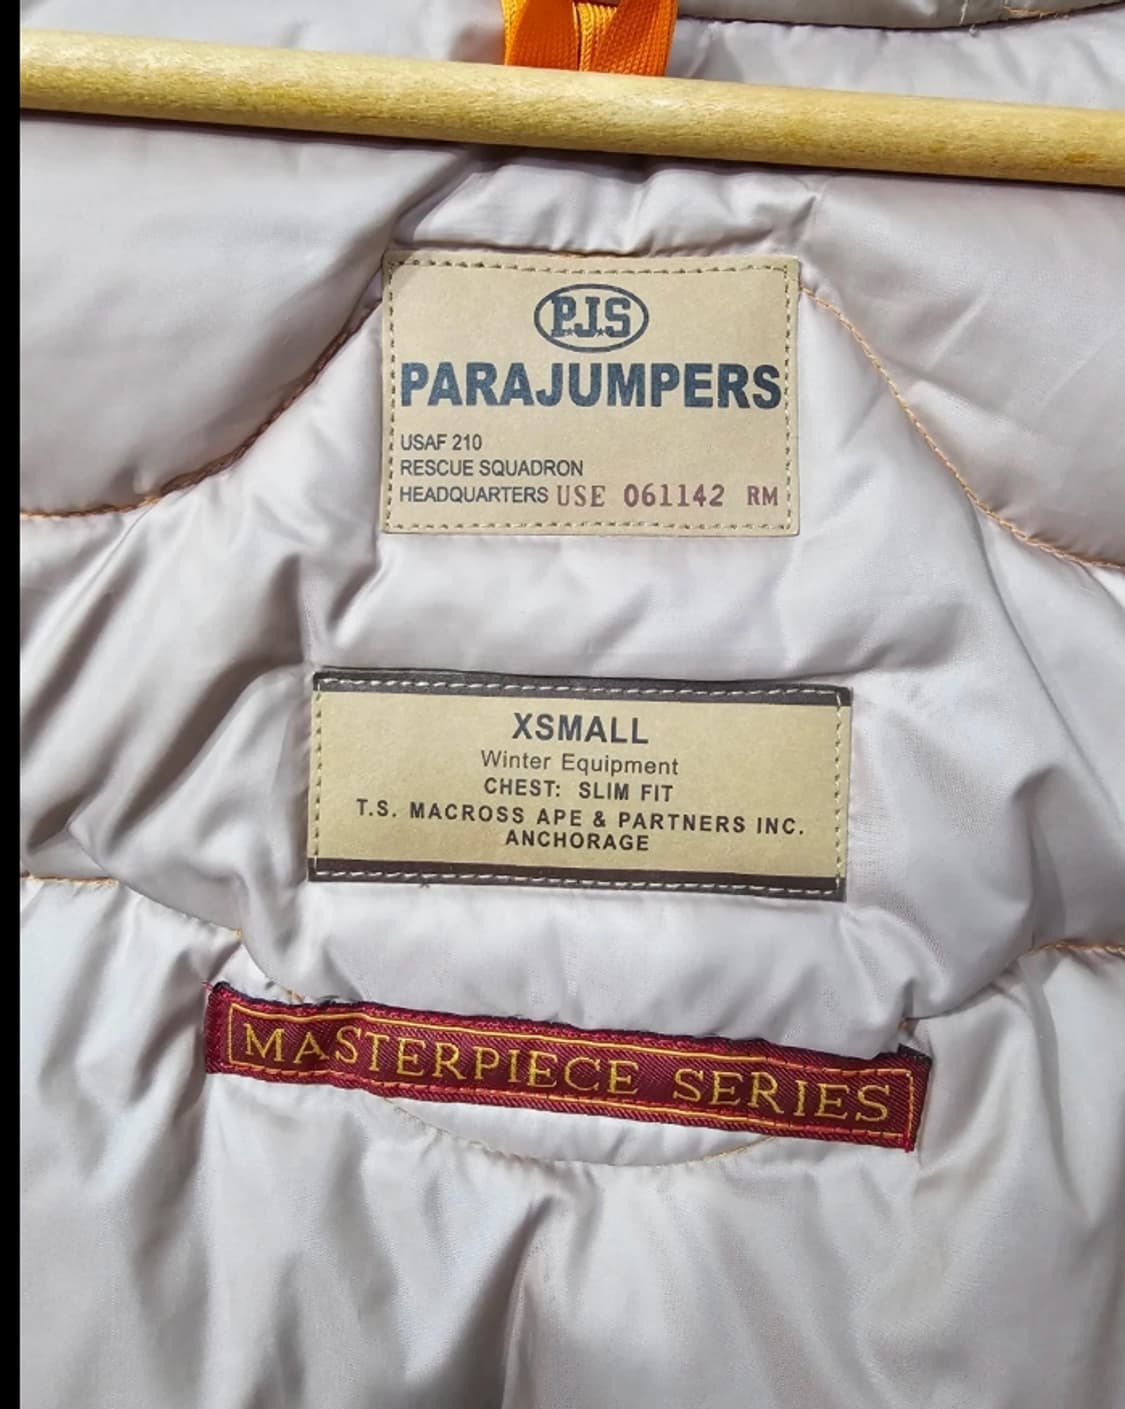 P.J.S
PARAJUMPERS
USAF 210
RESCUE SQUADRON
HEADQUARTERS USE 061142 RM
XSMALL
Winter Equipment
CHEST: SLIM FIT
T.S. MACROSS APE & PARTNERS INC.
ANCHORAGE
MASTERPIECE SERIES